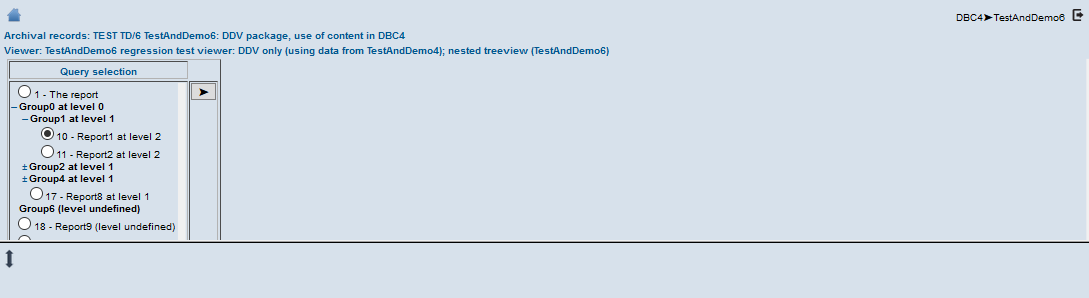 DBC4➤TestAndDemo6
Archival records: TEST TD/6 TestAndDemo6: DDV package, use of content in DBC4
Viewer: TestAndDemo6 regression test viewer: DDV only (using data from TestAndDemo4); nested treeview (TestAndDemo6)
Query selection
1 - The report
Group0 at level 0
Group1 at level 1
10 - Report1 at level 2
11 - Report2 at level 2
Group2 at level 1
Group4 at level 1
17 - Report8 at level 1
Group6 (level undefined)
18 - Report9 (level undefined)